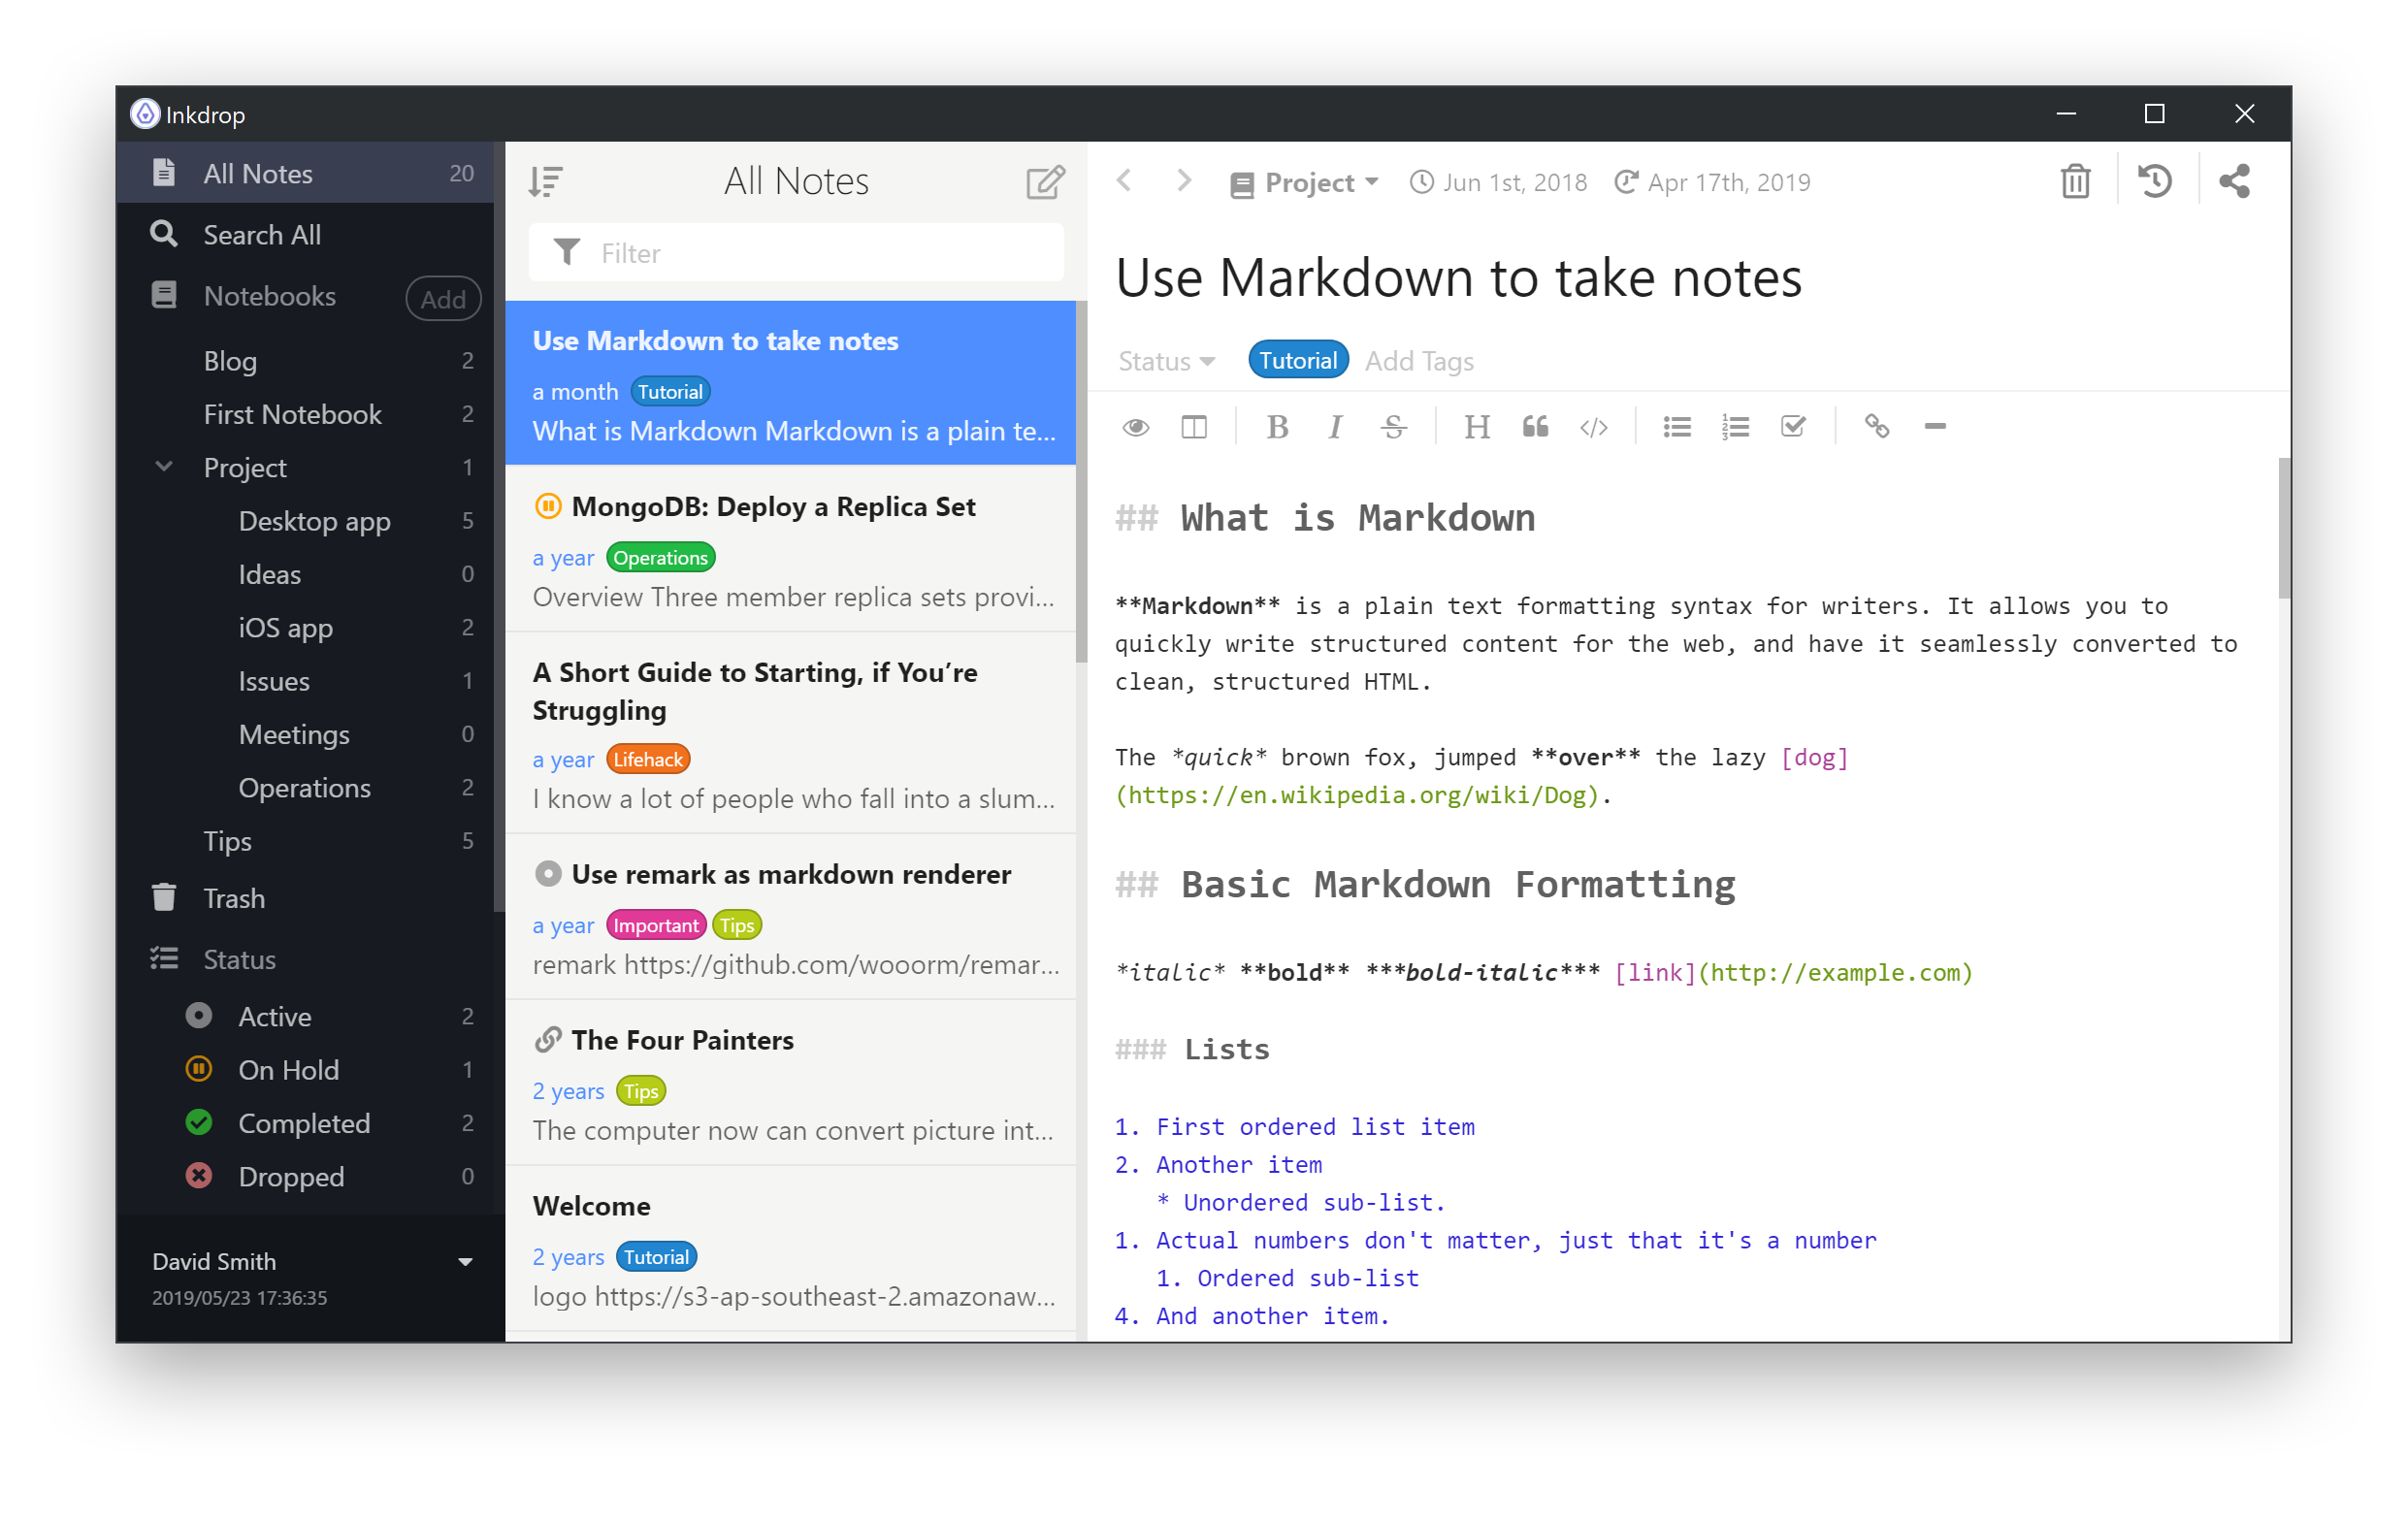 Inkdrop
All Notes 20
Search All
Notebooks Add
Blog 2
First Notebook 2
Project 1
Desktop app 5
Ideas 0
iOS app 2
Issues 1
Meetings 0
Operations 2
Tips 5
Trash
Status
Active 2
On Hold 1
Completed 2
Dropped 0
David Smith
2019/05/23 17:36:35
All Notes
Filter
Use Markdown to take notes
a month Tutorial
What is Markdown Markdown is a plain te...
MongoDB: Deploy a Replica Set
a year Operations
Overview Three member replica sets provi...
A Short Guide to Starting, if You’re
Struggling
a year Lifehack
I know a lot of people who fall into a slum...
Use remark as markdown renderer
a year Important Tips
remark https://github.com/wooorm/remar...
The Four Painters
2 years Tips
The computer now can convert picture int...
Welcome
2 years Tutorial
logo https://s3-ap-southeast-2.amazonaw...
Project Jun 1st, 2018 Apr 17th, 2019
Use Markdown to take notes
Status Tutorial Add Tags
B I S H
## What is Markdown
**Markdown** is a plain text formatting syntax for writers. It allows you to
quickly write structured content for the web, and have it seamlessly converted to
clean, structured HTML.
The *quick* brown fox, jumped **over** the lazy [dog]
(https://en.wikipedia.org/wiki/Dog).
## Basic Markdown Formatting
*italic* **bold** ***bold-italic*** [link](http://example.com)
### Lists
1. First ordered list item
2. Another item
* Unordered sub-list.
1. Actual numbers don't matter, just that it's a number
1. Ordered sub-list
4. And another item.